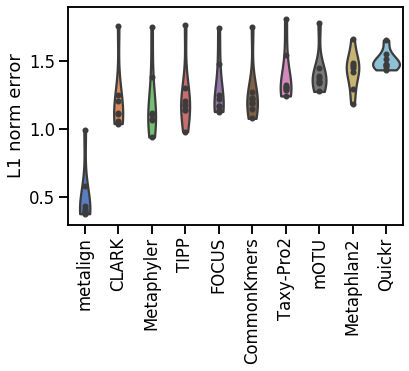 L1 norm error
1.5
1.0
0.5
metalign
CLARK
Metaphyler
TIPP
FOCUS
CommonKmers
Taxy-Pro2
mOTU
Metaphlan2
Quickr